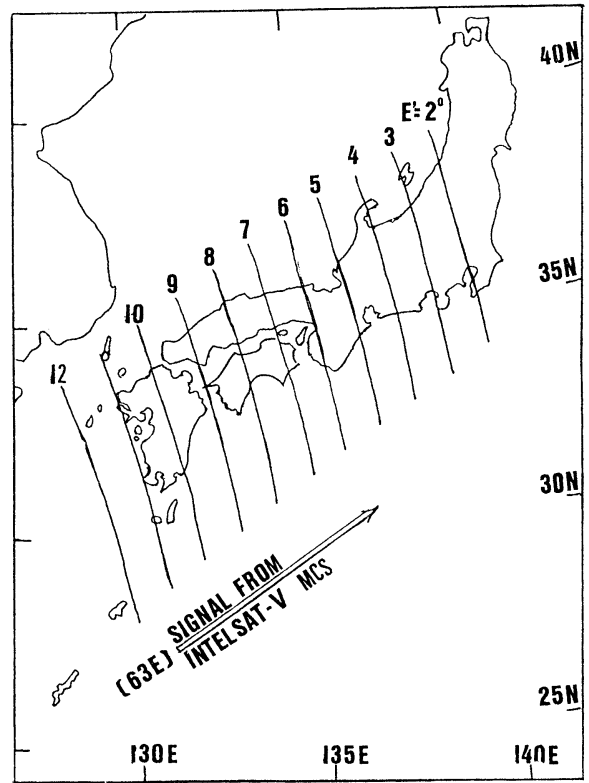 40N
E'=2°
3
4
5
6
7
8
9
10
12
35N
30N
SIGNAL FROM
(63E) INTELSAT-V MCS
25N
130E 135E 140E